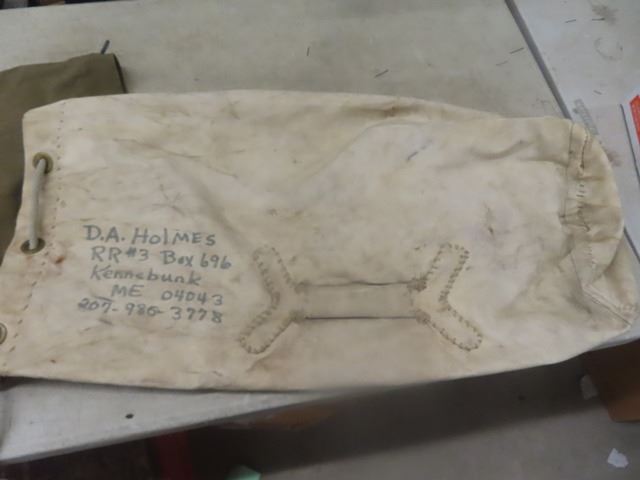 D.A. HolMES
RR#3 Box 696
Kennebunk
ME 04043
207-985-3778